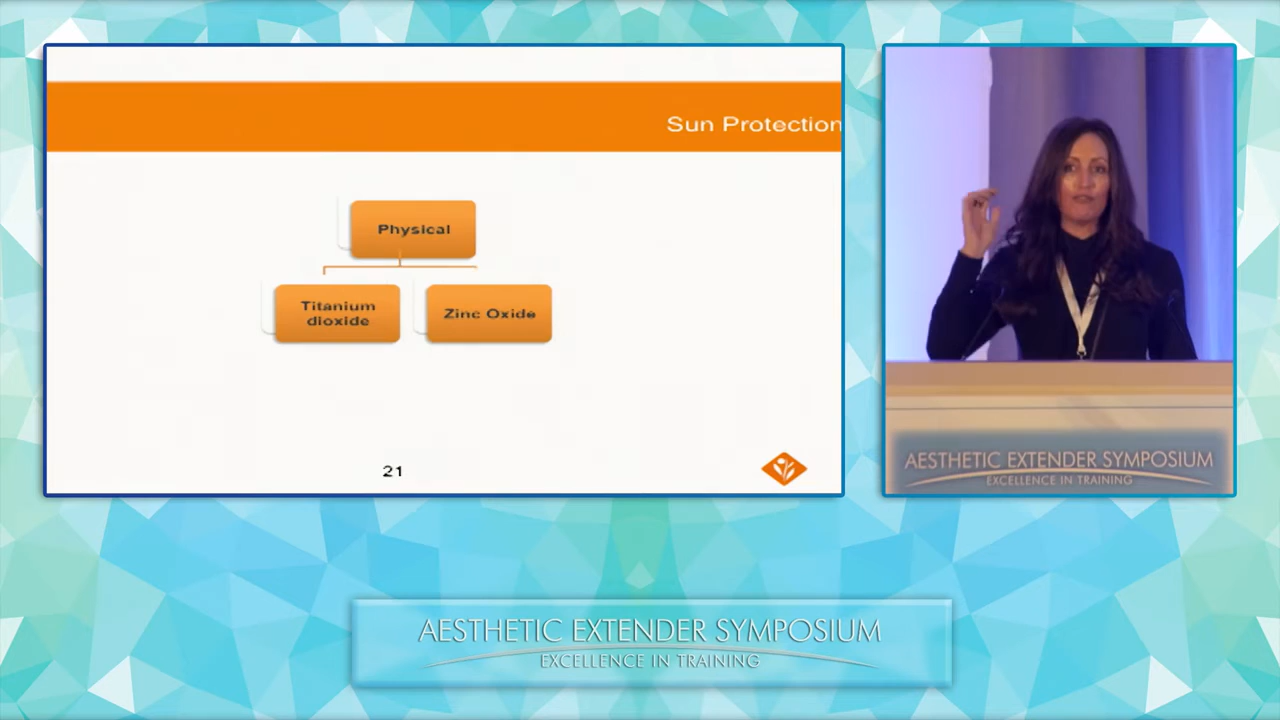 Sun Protection
Physical
Titanium
dioxide
Zinc Oxide
21
AESTHETIC EXTENDER SYMPOSIUM
EXCELLENCE IN TRAINING
AESTHETIC EXTENDER SYMPOSIUM
EXCELLENCE IN TRAINING